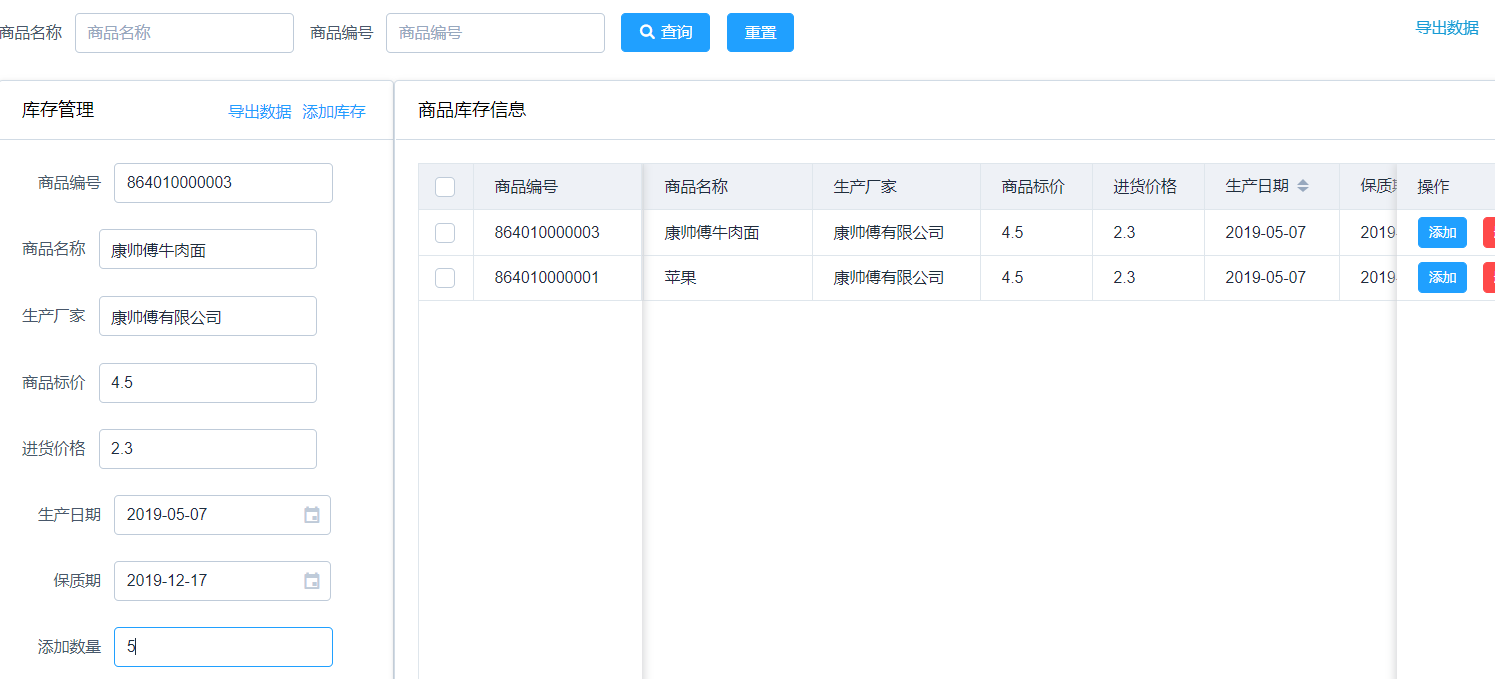 商品名称 商品名称 商品编号 商品编号 查询 重置 导出数据
库存管理 导出数据 添加库存
商品编号 864010000003
商品名称 康帅傅牛肉面
生产厂家 康帅傅有限公司
商品标价 4.5
进货价格 2.3
生产日期 2019-05-07
保质期 2019-12-17
添加数量 5
商品库存信息
商品编号 商品名称 生产厂家 商品标价 进货价格 生产日期 保质期 操作
864010000003 康帅傅牛肉面 康帅傅有限公司 4.5 2.3 2019-05-07 2019- 添加
864010000001 苹果 康帅傅有限公司 4.5 2.3 2019-05-07 2019- 添加